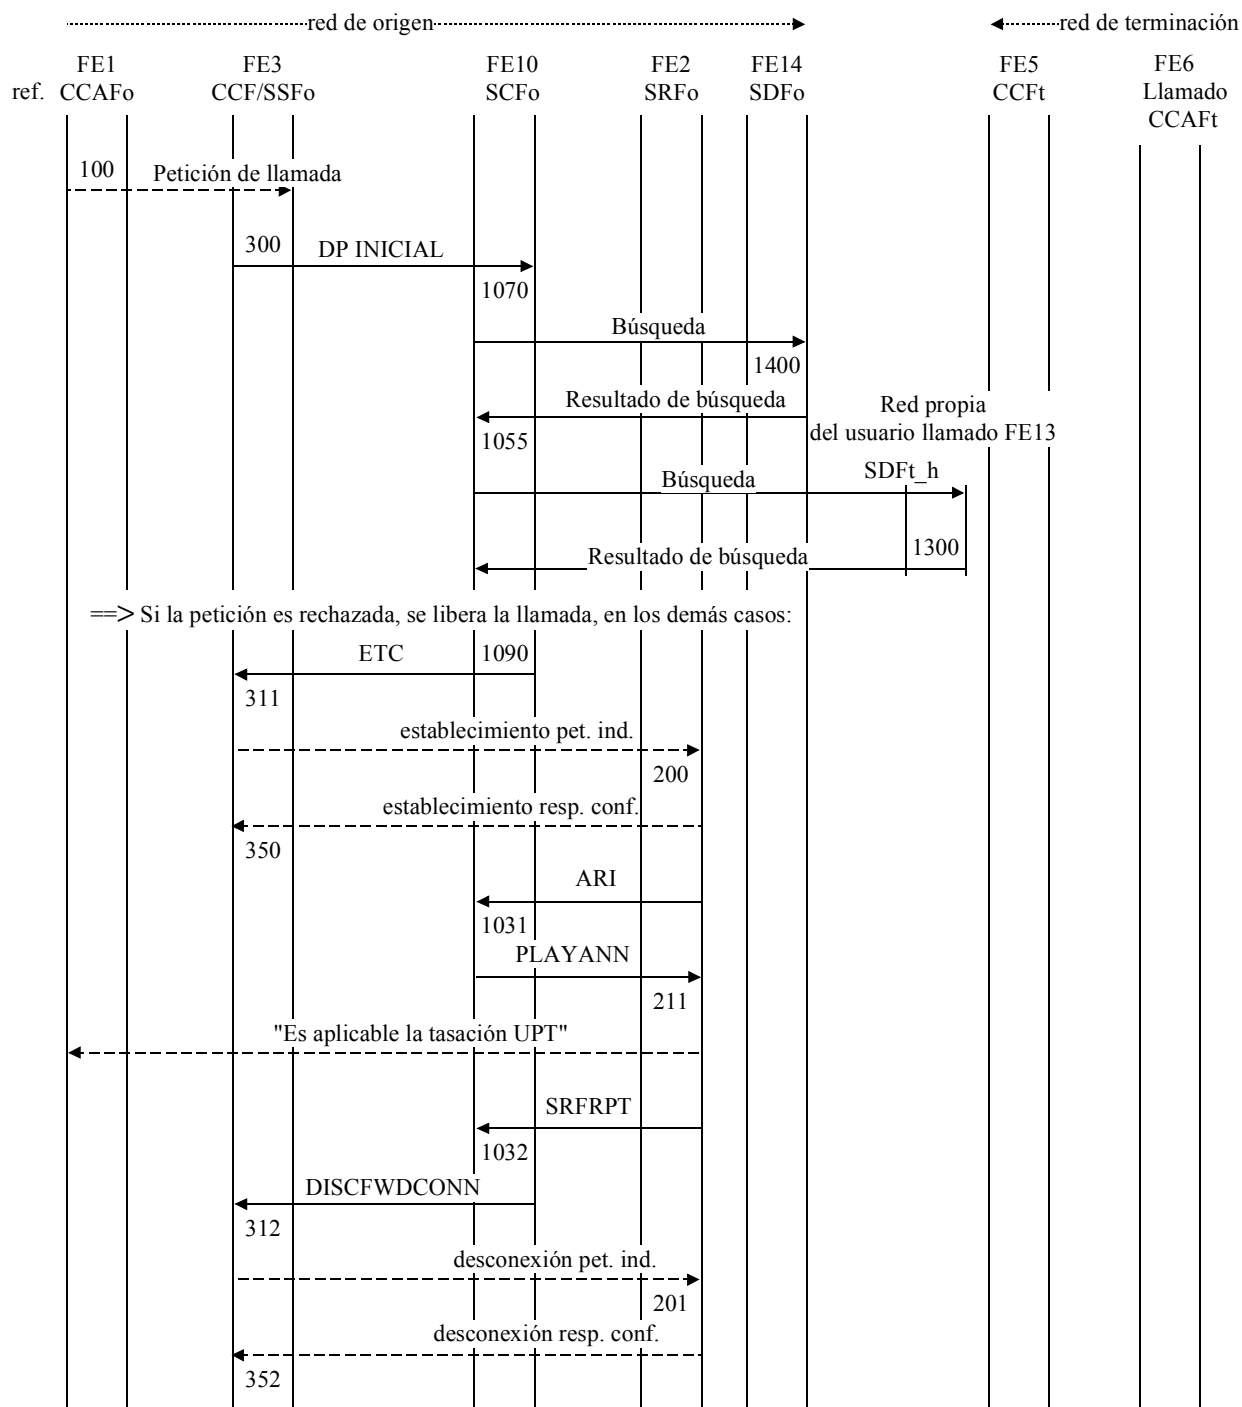 red de origen
red de terminación
FE1 FE3 FE10 FE2 FE14 FE5 FE6
ref. CCAFo CCF/SSFo SCFo SRFo SDFo CCFt Llamado
CCAFt
100 Petición de llamada
300 DP INICIAL
1070
Búsqueda
1400
Resultado de búsqueda
1055
Red propia
del usuario llamado FE13
Búsqueda SDFt_h
Resultado de búsqueda 1300
==> Si la petición es rechazada, se libera la llamada, en los demás casos:
ETC 1090
311
establecimiento pet. ind.
200
establecimiento resp. conf.
350
ARI
1031
PLAYANN
211
"Es aplicable la tasación UPT"
SRFRPT
1032
DISCFWDCONN
312
desconexión pet. ind.
201
desconexión resp. conf.
352